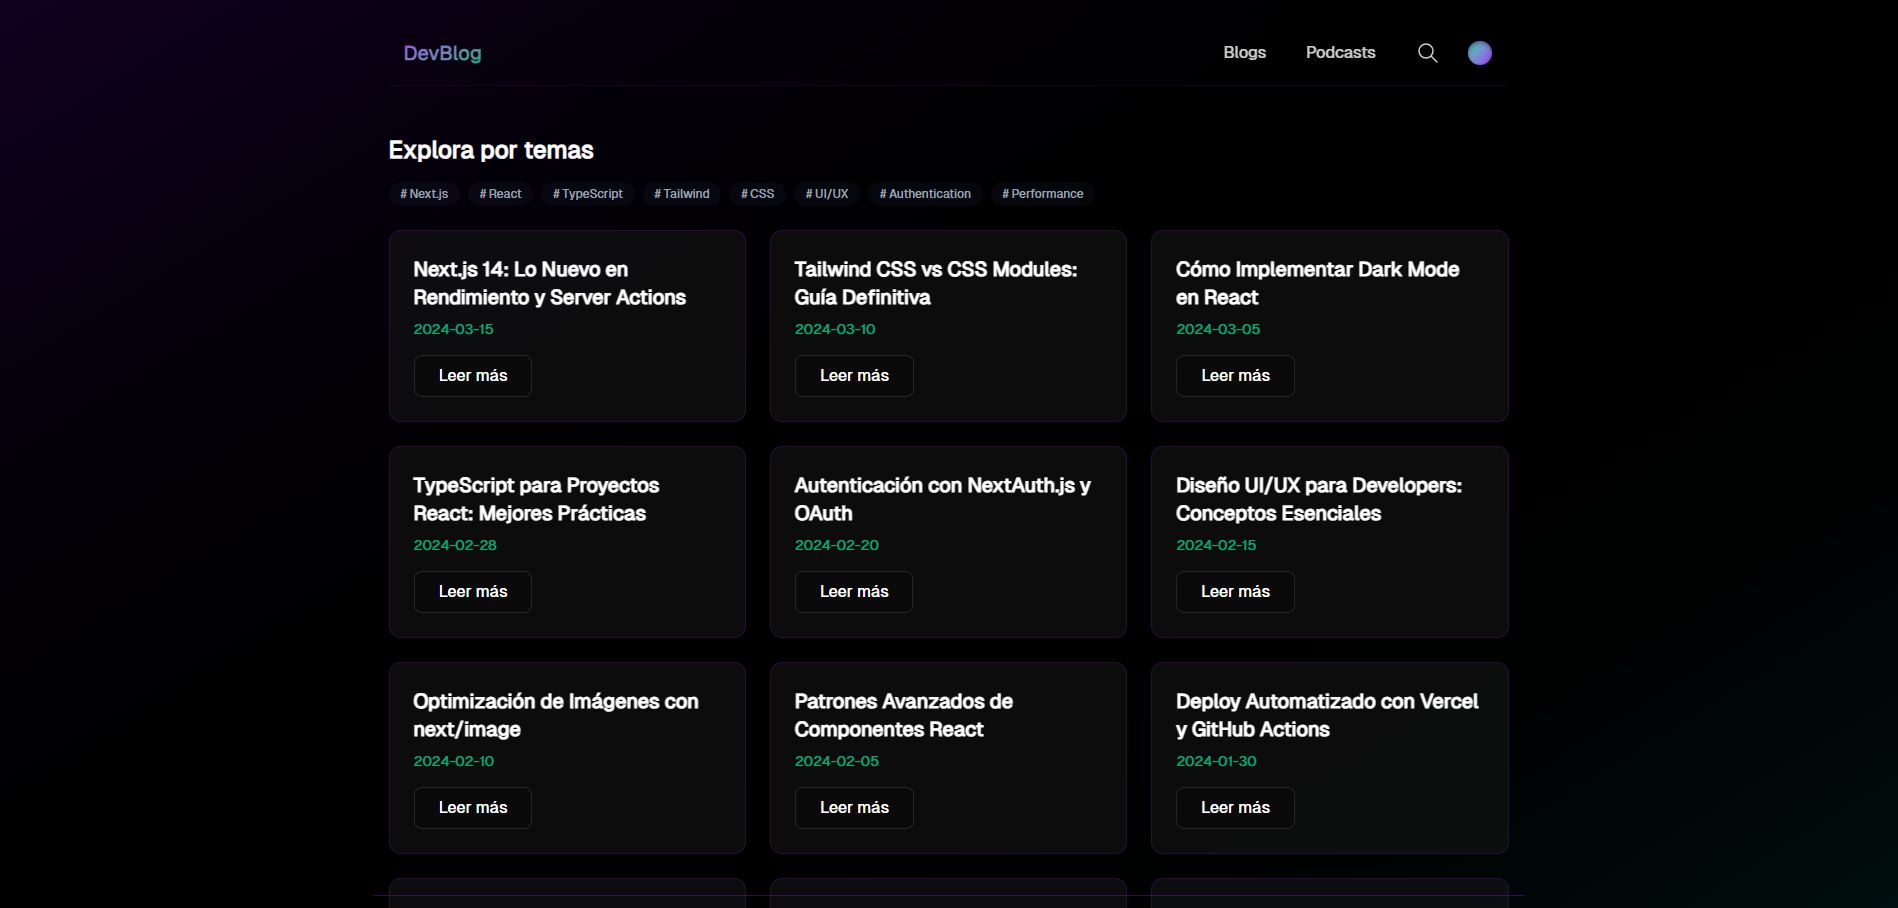 DevBlog
Blogs
Podcasts
Explora por temas
# Next.js
# React
# TypeScript
# Tailwind
# CSS
# UI/UX
# Authentication
# Performance
Next.js 14: Lo Nuevo en
Rendimiento y Server Actions
2024-03-15
Leer más
Tailwind CSS vs CSS Modules:
Guía Definitiva
2024-03-10
Leer más
Cómo Implementar Dark Mode
en React
2024-03-05
Leer más
TypeScript para Proyectos
React: Mejores Prácticas
2024-02-28
Leer más
Autenticación con NextAuth.js y
OAuth
2024-02-20
Leer más
Diseño UI/UX para Developers:
Conceptos Esenciales
2024-02-15
Leer más
Optimización de Imágenes con
next/image
2024-02-10
Leer más
Patrones Avanzados de
Componentes React
2024-02-05
Leer más
Deploy Automatizado con Vercel
y GitHub Actions
2024-01-30
Leer más